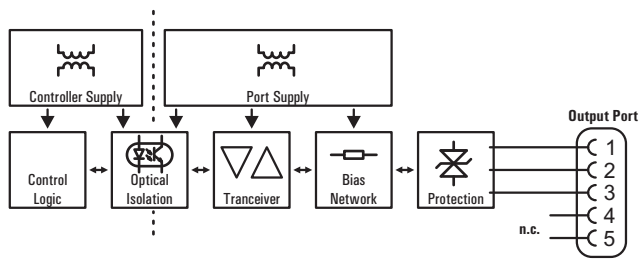 Controller Supply
Port Supply
Output Port
Control
Logic
Optical
Isolation
Tranceiver
Bias
Network
Protection
1
2
3
4
5
n.c.